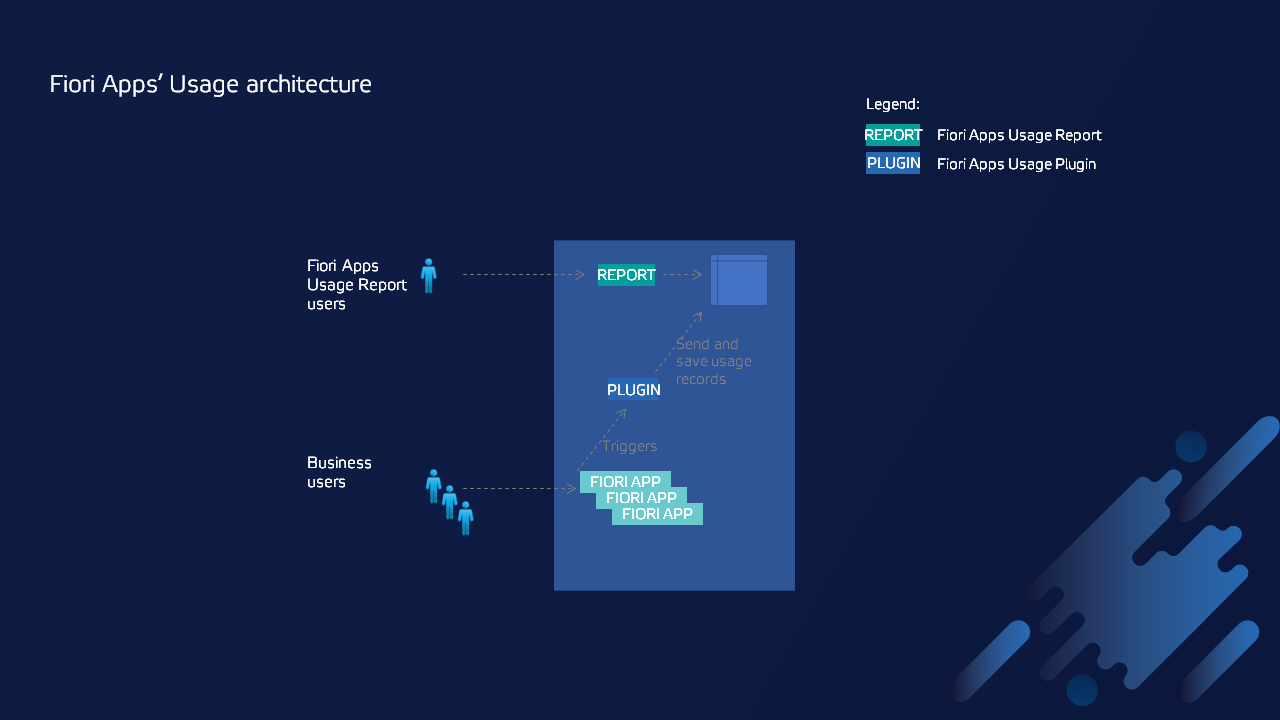 Fiori Apps’ Usage architecture
Legend:
REPORT Fiori Apps Usage Report
PLUGIN Fiori Apps Usage Plugin
Fiori Apps
Usage Report
users
REPORT
Send and
save usage
records
PLUGIN
Triggers
Business
users
FIORI APP
FIORI APP
FIORI APP